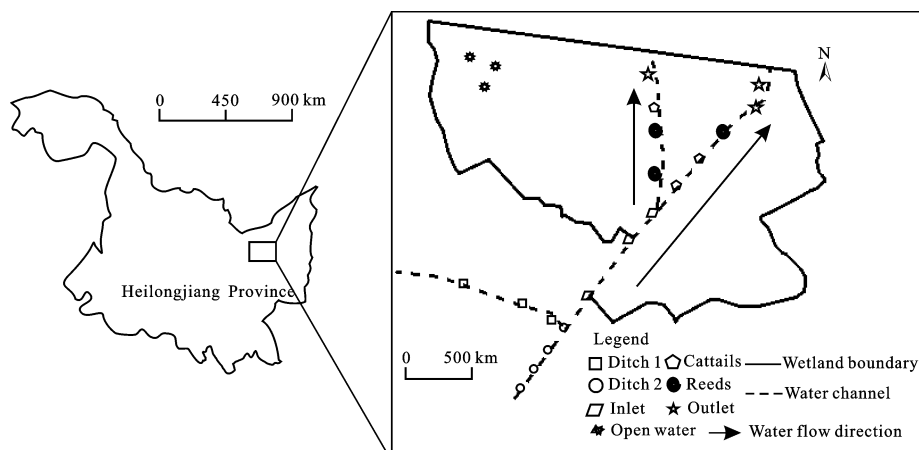 0 450 900 km
Heilongjiang Province
N
0 500 km
Legend
Ditch 1 Cattails Wetland boundary
Ditch 2 Reeds Water channel
Inlet Outlet
Open water Water flow direction